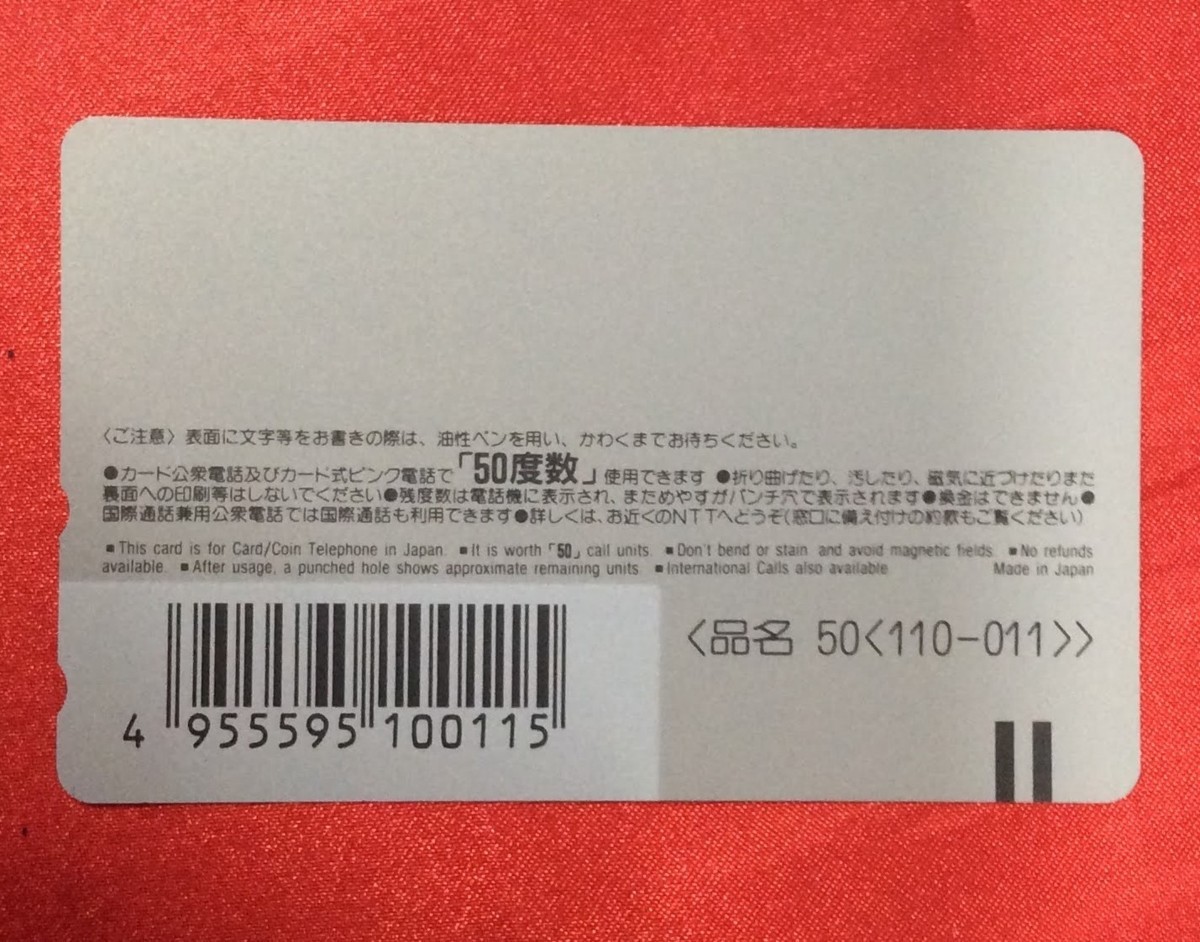 〈ご注意〉表面に文字等をお書きの際は、油性ペンを用い、かわくまでお待ちください。
●カード公衆電話及びカード式ピンク電話で「50度数」使用できます ●折り曲げたり、汚したり、磁気に近づけたりまた
裏面への印刷等はしないでください●残度数は電話機に表示され、まためやすがパンチ穴で表示されます●換金はできません●
国際通話兼用公衆電話では国際通話も利用できます●詳しくは、お近くのNTTへどうぞ(窓口に備え付けの約款もご覧ください)
■This card is for Card/Coin Telephone in Japan. ■It is worth「50」call units. ■Don't bend or stain and avoid magnetic fields. ■No refunds
available. ■After usage, a punched hole shows approximate remaining units. ■International Calls also available. Made in Japan
<品名 50<110-011>>
4 955595 100115